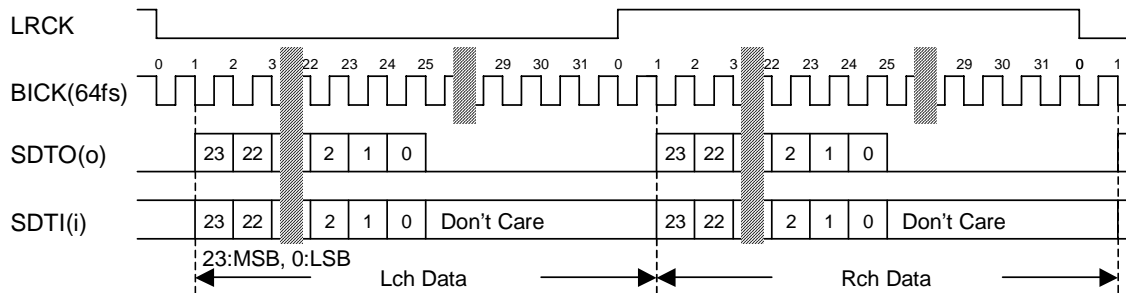 LRCK
0 1 2 3 22 23 24 25 29 30 31 0 1 2 3 22 23 24 25 29 30 31 0 1
BICK(64fs)
SDTO(o) 23 22 2 1 0 23 22 2 1 0
SDTI(i) 23 22 2 1 0 Don't Care 23 22 2 1 0 Don't Care
23:MSB, 0:LSB
Lch Data Rch Data